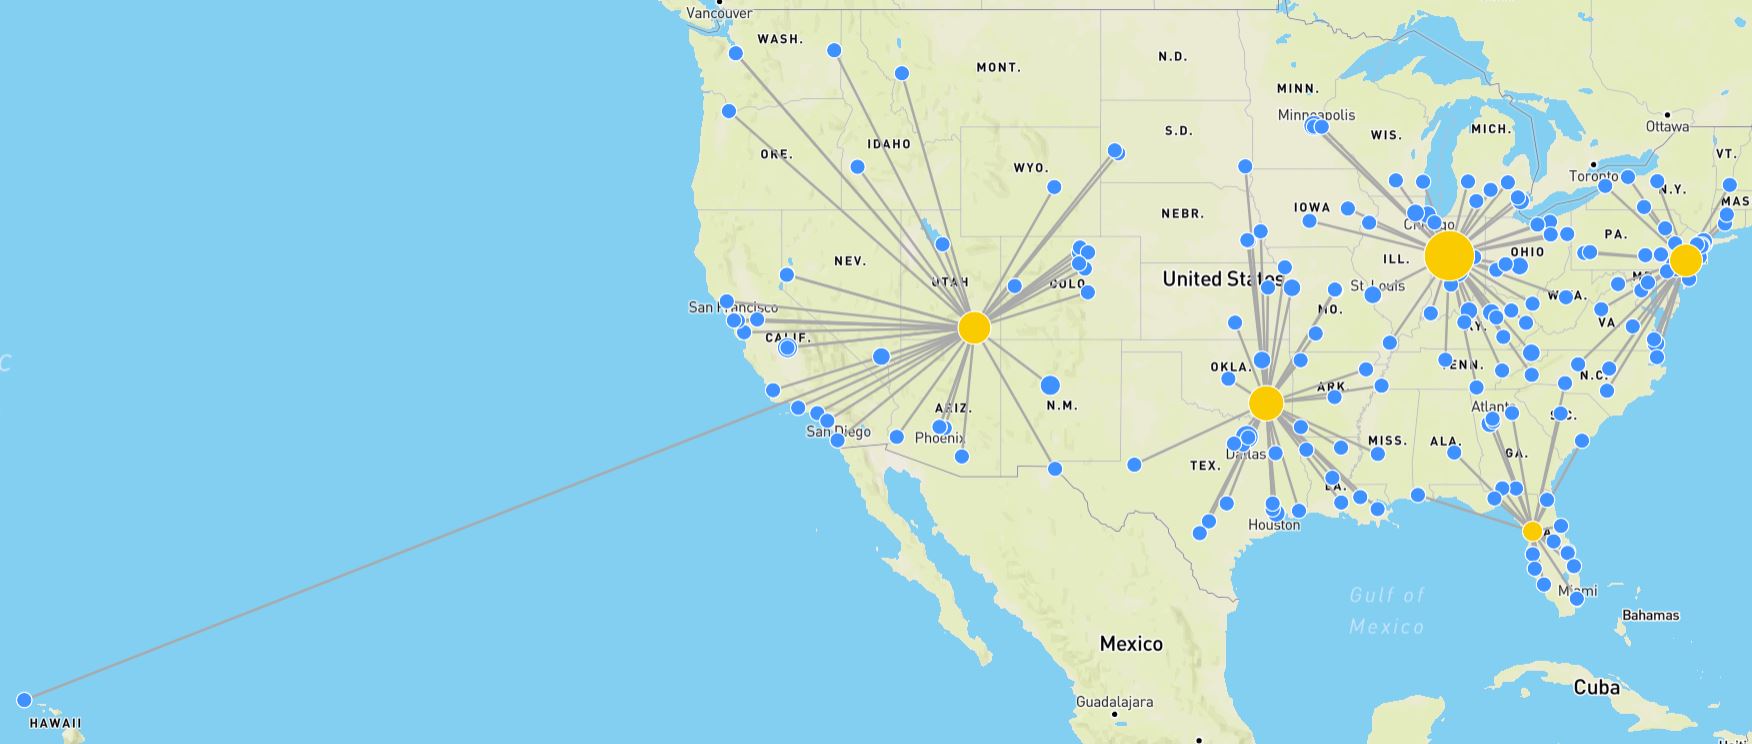 Vancouver
WASH.
MONT.
N.D.
MINN.
Minneapolis
Ottawa
S.D.
WIS.
MICH.
VT.
ORE.
IDAHO
WYO.
Toronto
N.Y.
MAS
NEBR.
IOWA
Chicago
PA.
NEV.
UTAH
COLO.
United States
ILL.
OHIO
St Louis
W.VA.
San Francisco
MO.
KY.
VA
CALIF.
OKLA.
TENN.
N.C.
ARK.
ARIZ.
N.M.
Atlanta
S.C.
San Diego
Phoenix
MISS.
ALA.
Dallas
GA.
TEX.
LA.
Houston
Miami
Gulf of
Mexico
Bahamas
Mexico
Cuba
Guadalajara
HAWAII